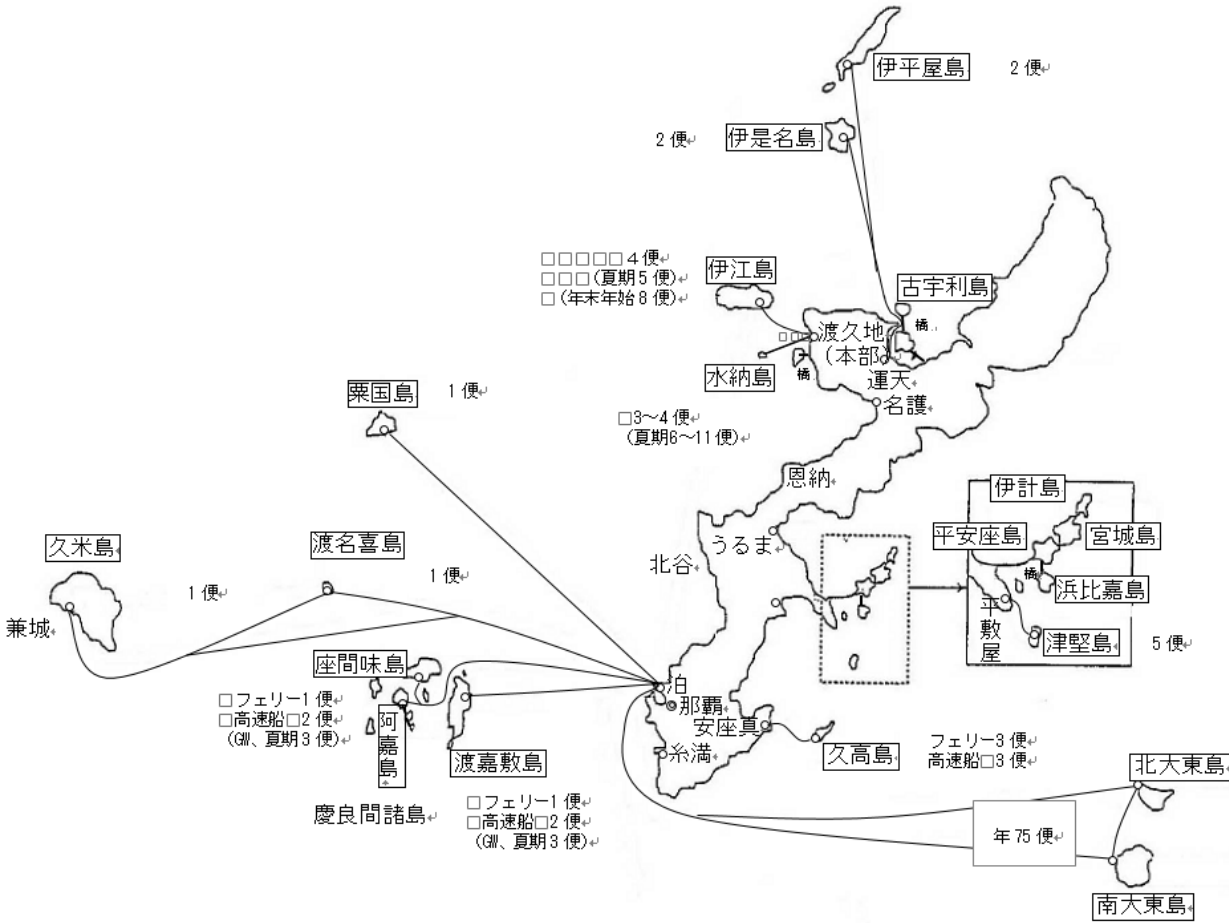 伊平屋島
2便
2便
伊是名島
□□□□□4便
□□□(夏期5便)
□(年末年始8便)
伊江島
古宇利島
橋
□□□
渡久地
(本部)
橋
水納島
運天
名護
□3~4便
(夏期6~11便)
粟国島
1便
恩納
伊計島
平安座島
宮城島
橋
浜比嘉島
平敷屋
津堅島
5便
うるま
北谷
久米島
渡名喜島
1便
1便
兼城
座間味島
□フェリー1便
□高速船□2便
(GW、夏期3便)
阿嘉島
渡嘉敷島
慶良間諸島
□フェリー1便
□高速船□2便
(GW、夏期3便)
泊
那覇
安座真
糸満
久高島
フェリー3便
高速船□3便
北大東島
年75便
南大東島